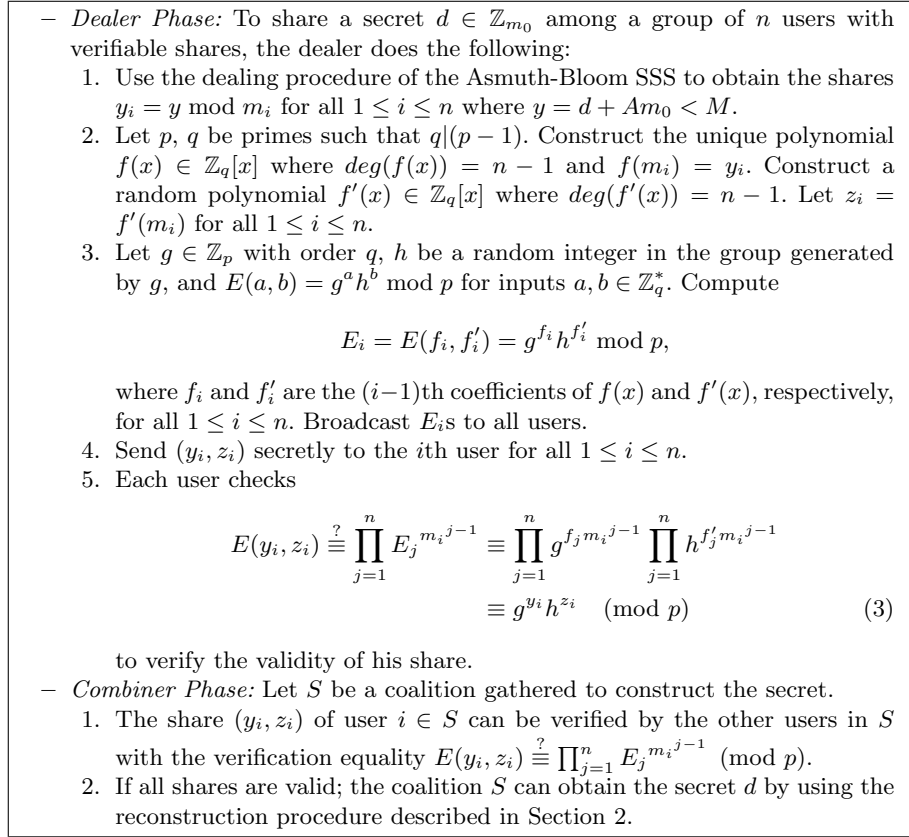 – Dealer Phase: To share a secret d ∈ ℤ_{m_0} among a group of n users with
verifiable shares, the dealer does the following:
1. Use the dealing procedure of the Asmuth-Bloom SSS to obtain the shares
y_i = y mod m_i for all 1 ≤ i ≤ n where y = d + Am_0 < M.
2. Let p, q be primes such that q|(p − 1). Construct the unique polynomial
f(x) ∈ ℤ_q[x] where deg(f(x)) = n − 1 and f(m_i) = y_i. Construct a
random polynomial f′(x) ∈ ℤ_q[x] where deg(f′(x)) = n − 1. Let z_i =
f′(m_i) for all 1 ≤ i ≤ n.
3. Let g ∈ ℤ_p with order q, h be a random integer in the group generated
by g, and E(a, b) = g^a h^b mod p for inputs a, b ∈ ℤ_q^*. Compute
E_i = E(f_i, f′_i) = g^{f_i} h^{f′_i} mod p,
where f_i and f′_i are the (i−1)th coefficients of f(x) and f′(x), respectively,
for all 1 ≤ i ≤ n. Broadcast E_is to all users.
4. Send (y_i, z_i) secretly to the ith user for all 1 ≤ i ≤ n.
5. Each user checks
E(y_i, z_i) ≟≡ ∏_{j=1}^{n} E_j^{m_i^{j−1}} ≡ ∏_{j=1}^{n} g^{f_j m_i^{j−1}} ∏_{j=1}^{n} h^{f′_j m_i^{j−1}}
≡ g^{y_i} h^{z_i} (mod p) (3)
to verify the validity of his share.
– Combiner Phase: Let S be a coalition gathered to construct the secret.
1. The share (y_i, z_i) of user i ∈ S can be verified by the other users in S
with the verification equality E(y_i, z_i) ≟≡ ∏_{j=1}^{n} E_j^{m_i^{j−1}} (mod p).
2. If all shares are valid; the coalition S can obtain the secret d by using the
reconstruction procedure described in Section 2.